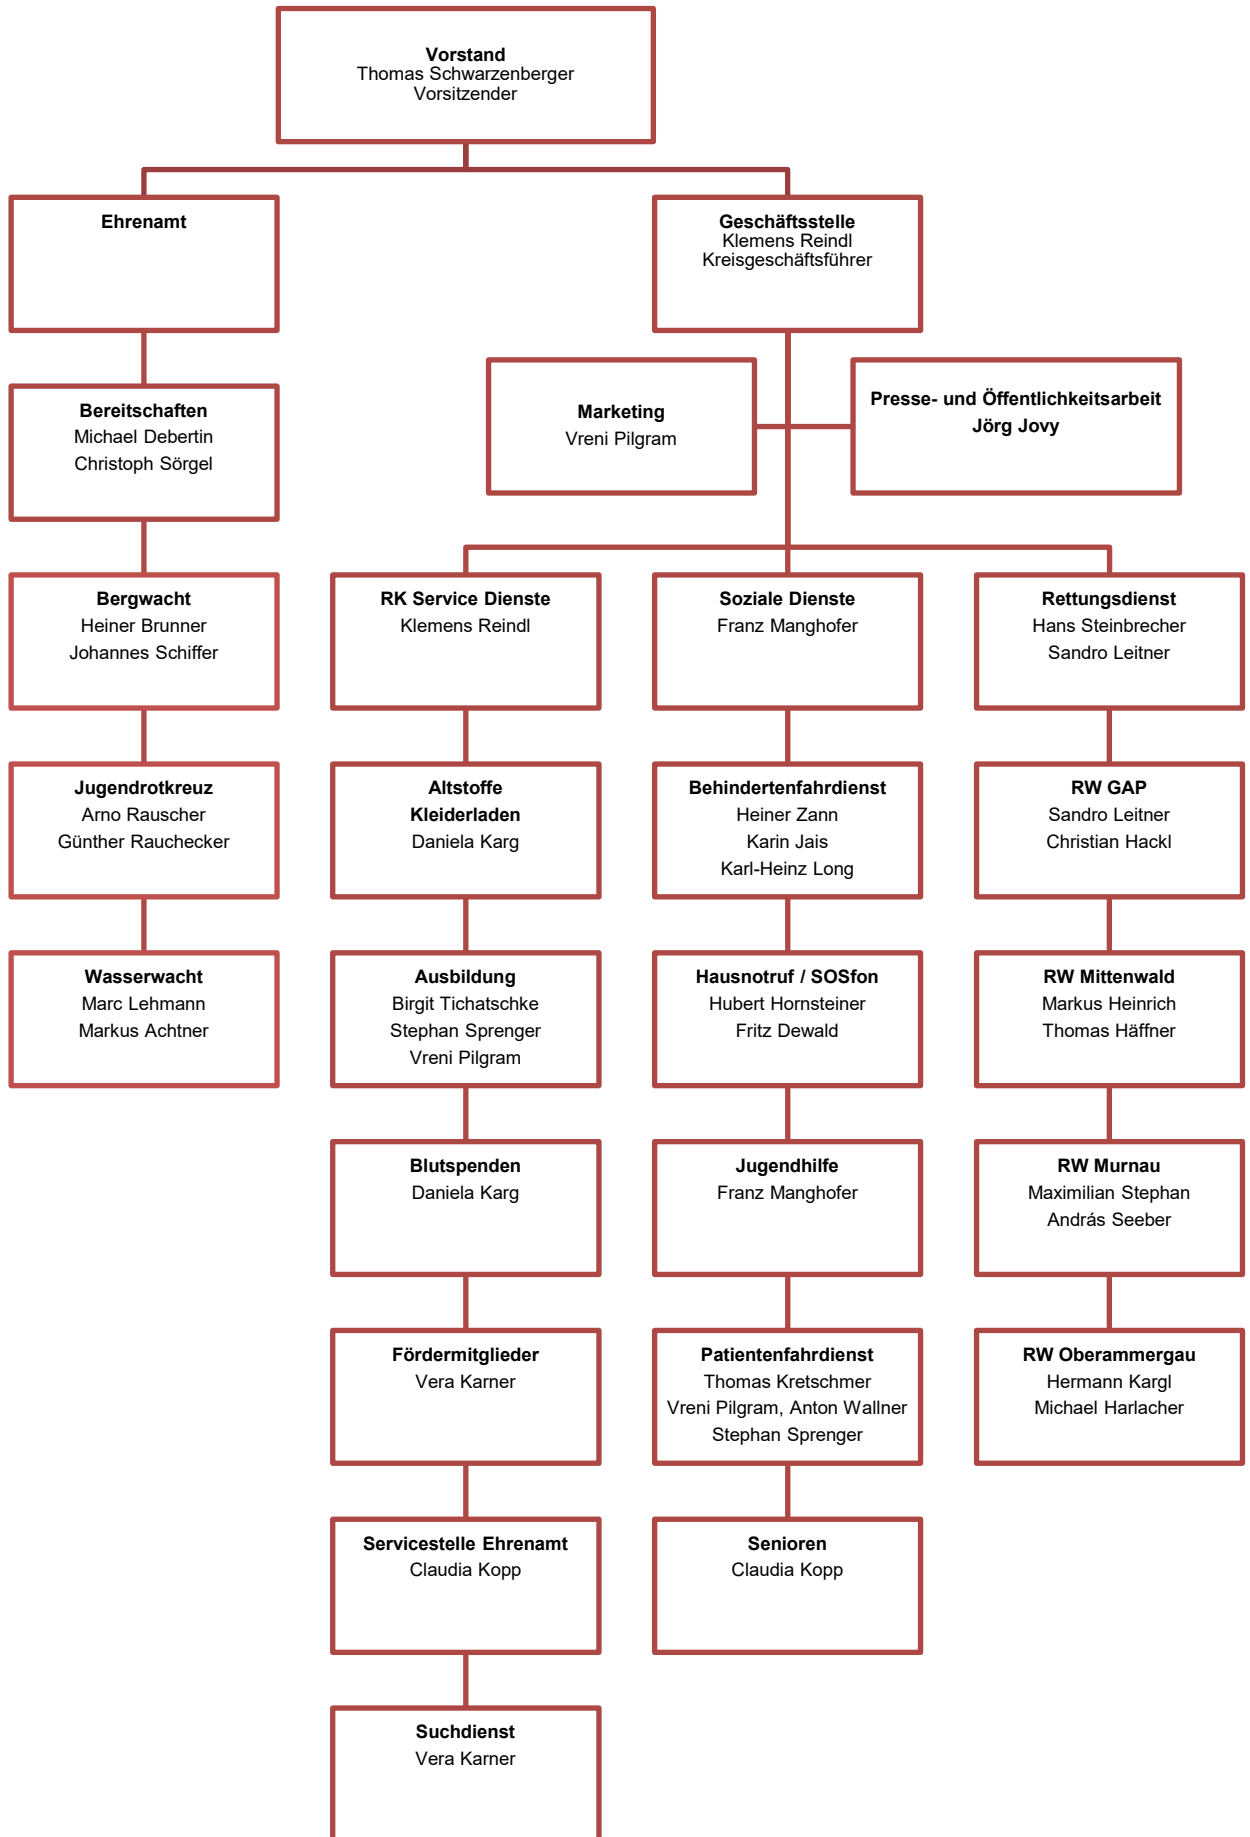 Vorstand
Thomas Schwarzenberger
Vorsitzender
Ehrenamt
Geschäftsstelle
Klemens Reindl
Kreisgeschäftsführer
Bereitschaften
Michael Debertin
Christoph Sörgel
Marketing
Vreni Pilgram
Presse- und Öffentlichkeitsarbeit
Jörg Jovy
Bergwacht
Heiner Brunner
Johannes Schiffer
RK Service Dienste
Klemens Reindl
Soziale Dienste
Franz Manghofer
Rettungsdienst
Hans Steinbrecher
Sandro Leitner
Jugendrotkreuz
Arno Rauscher
Günther Rauchecker
Altstoffe
Kleiderladen
Daniela Karg
Behindertenfahrdienst
Heiner Zann
Karin Jais
Karl-Heinz Long
RW GAP
Sandro Leitner
Christian Hackl
Wasserwacht
Marc Lehmann
Markus Achtner
Ausbildung
Birgit Tichatschke
Stephan Sprenger
Vreni Pilgram
Hausnotruf / SOSfon
Hubert Hornsteiner
Fritz Dewald
RW Mittenwald
Markus Heinrich
Thomas Häffner
Blutspenden
Daniela Karg
Jugendhilfe
Franz Manghofer
RW Murnau
Maximilian Stephan
András Seeber
Fördermitglieder
Vera Karner
Patientenfahrdienst
Thomas Kretschmer
Vreni Pilgram, Anton Wallner
Stephan Sprenger
RW Oberammergau
Hermann Kargl
Michael Harlacher
Servicestelle Ehrenamt
Claudia Kopp
Senioren
Claudia Kopp
Suchdienst
Vera Karner